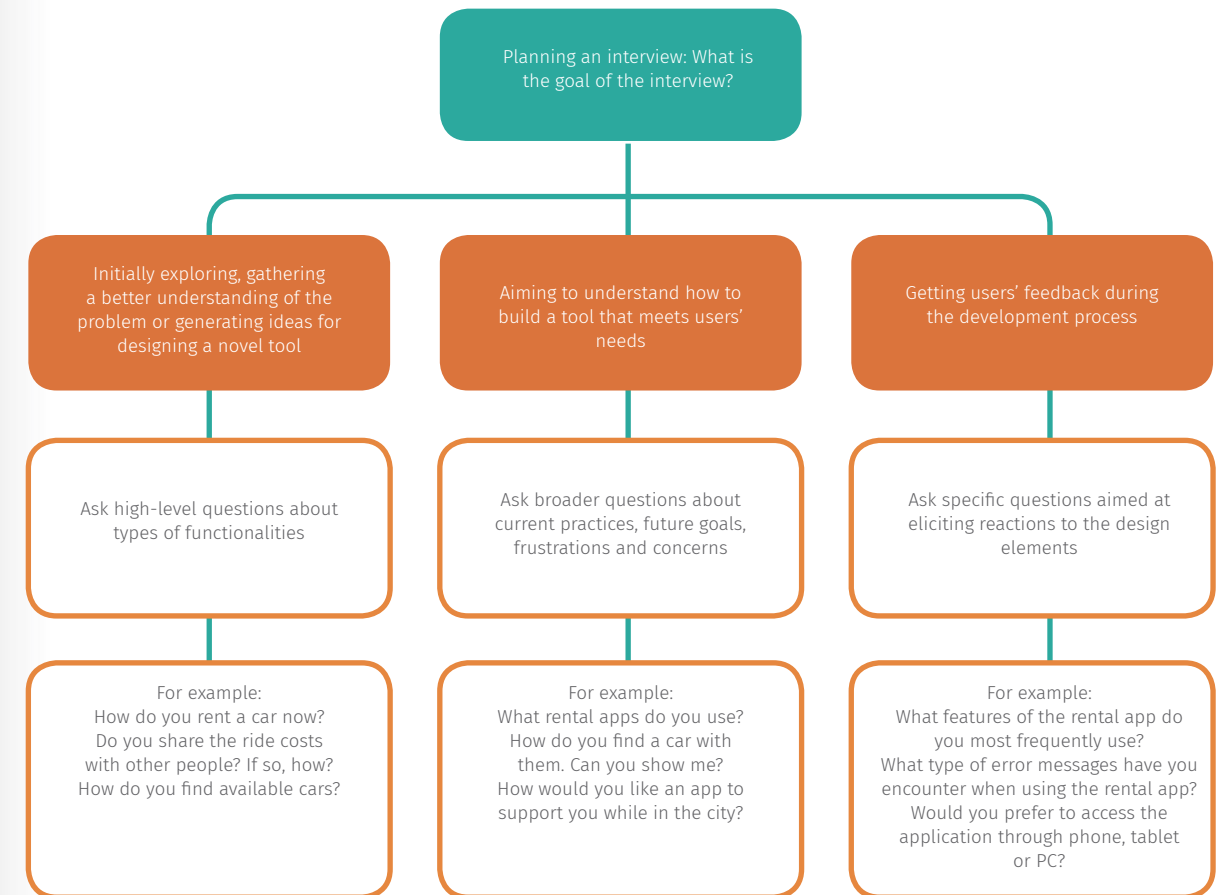 Planning an interview: What is
the goal of the interview?
Initially exploring, gathering
a better understanding of the
problem or generating ideas for
designing a novel tool
Aiming to understand how to
build a tool that meets users’
needs
Getting users’ feedback during
the development process
Ask high-level questions about
types of functionalities
Ask broader questions about
current practices, future goals,
frustrations and concerns
Ask specific questions aimed at
eliciting reactions to the design
elements
For example:
How do you rent a car now?
Do you share the ride costs
with other people? If so, how?
How do you find available cars?
For example:
What rental apps do you use?
How do you find a car with
them. Can you show me?
How would you like an app to
support you while in the city?
For example:
What features of the rental app do
you most frequently use?
What type of error messages have you
encounter when using the rental app?
Would you prefer to access the
application through phone, tablet
or PC?